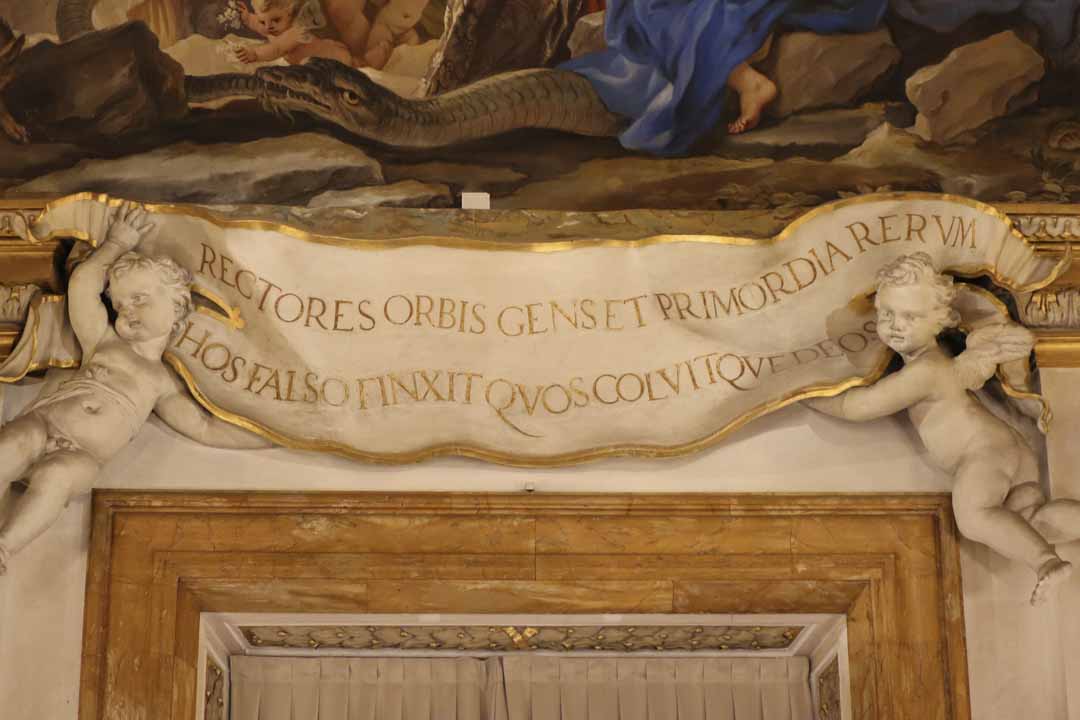 RECTORES ORBIS GENS ET PRIMORDIA RERVM
HOS FALSO FINXIT QVOS COLVITQVE DEOS